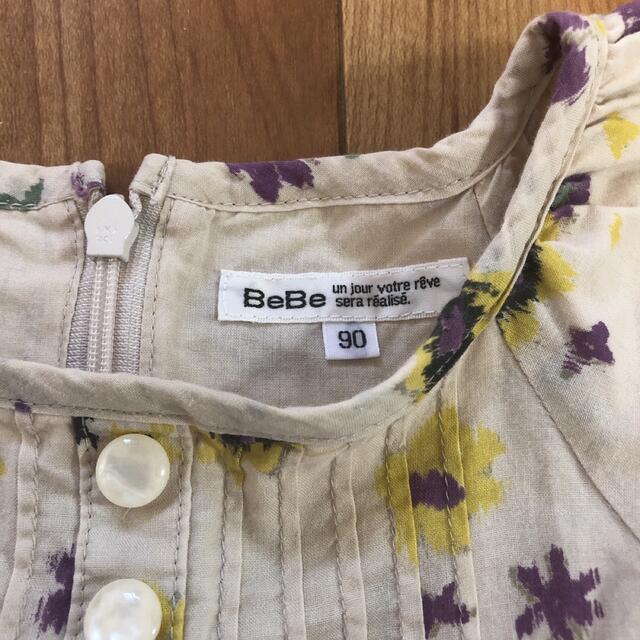 BeBe
un jour votre rêve
sera réalisé.
90